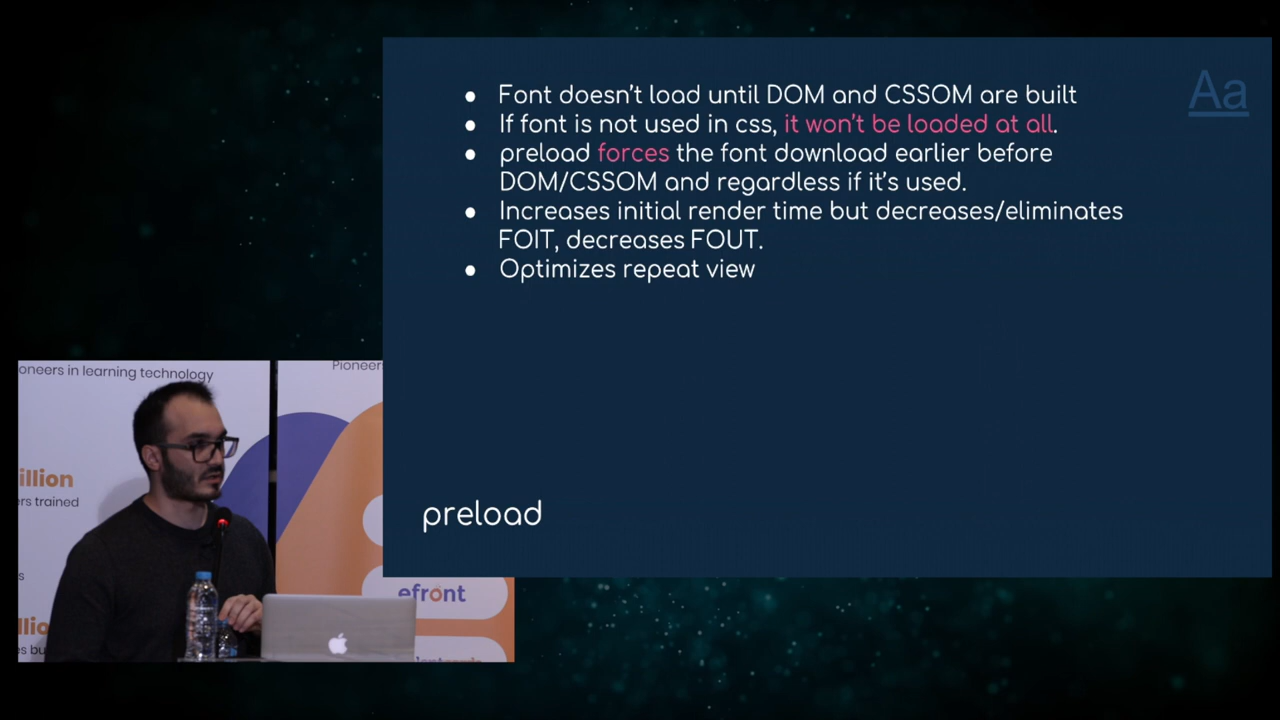 Aa
● Font doesn't load until DOM and CSSOM are built
● If font is not used in css, it won't be loaded at all.
● preload forces the font download earlier before
DOM/CSSOM and regardless if it's used.
● Increases initial render time but decreases/eliminates
FOIT, decreases FOUT.
● Optimizes repeat view
preload
oneers in learning technology
Pioneers
illion
rs trained
s
llio
s bu
efront